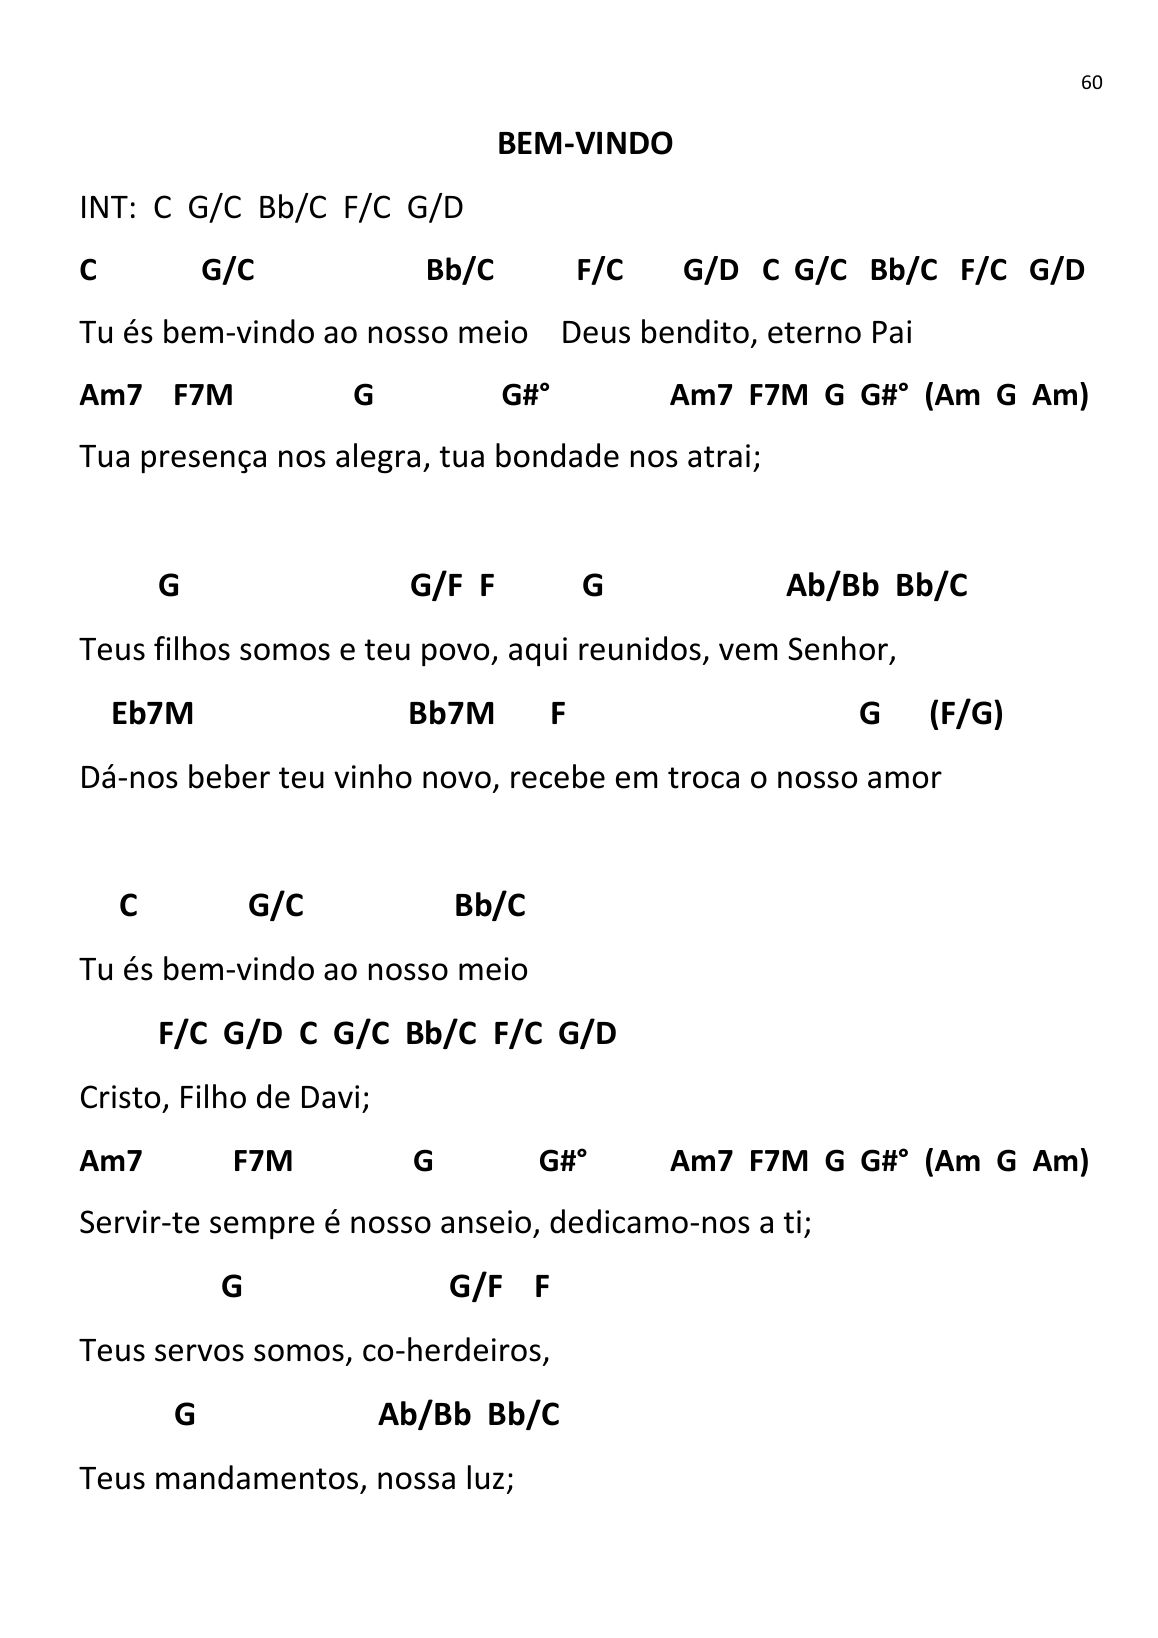 60
BEM-VINDO
INT: C G/C Bb/C F/C G/D
C G/C Bb/C F/C G/D C G/C Bb/C F/C G/D
Tu és bem-vindo ao nosso meio Deus bendito, eterno Pai
Am7 F7M G G#° Am7 F7M G G#° (Am G Am)
Tua presença nos alegra, tua bondade nos atrai;
G G/F F G Ab/Bb Bb/C
Teus filhos somos e teu povo, aqui reunidos, vem Senhor,
Eb7M Bb7M F G (F/G)
Dá-nos beber teu vinho novo, recebe em troca o nosso amor
C G/C Bb/C
Tu és bem-vindo ao nosso meio
F/C G/D C G/C Bb/C F/C G/D
Cristo, Filho de Davi;
Am7 F7M G G#° Am7 F7M G G#° (Am G Am)
Servir-te sempre é nosso anseio, dedicamo-nos a ti;
G G/F F
Teus servos somos, co-herdeiros,
G Ab/Bb Bb/C
Teus mandamentos, nossa luz;